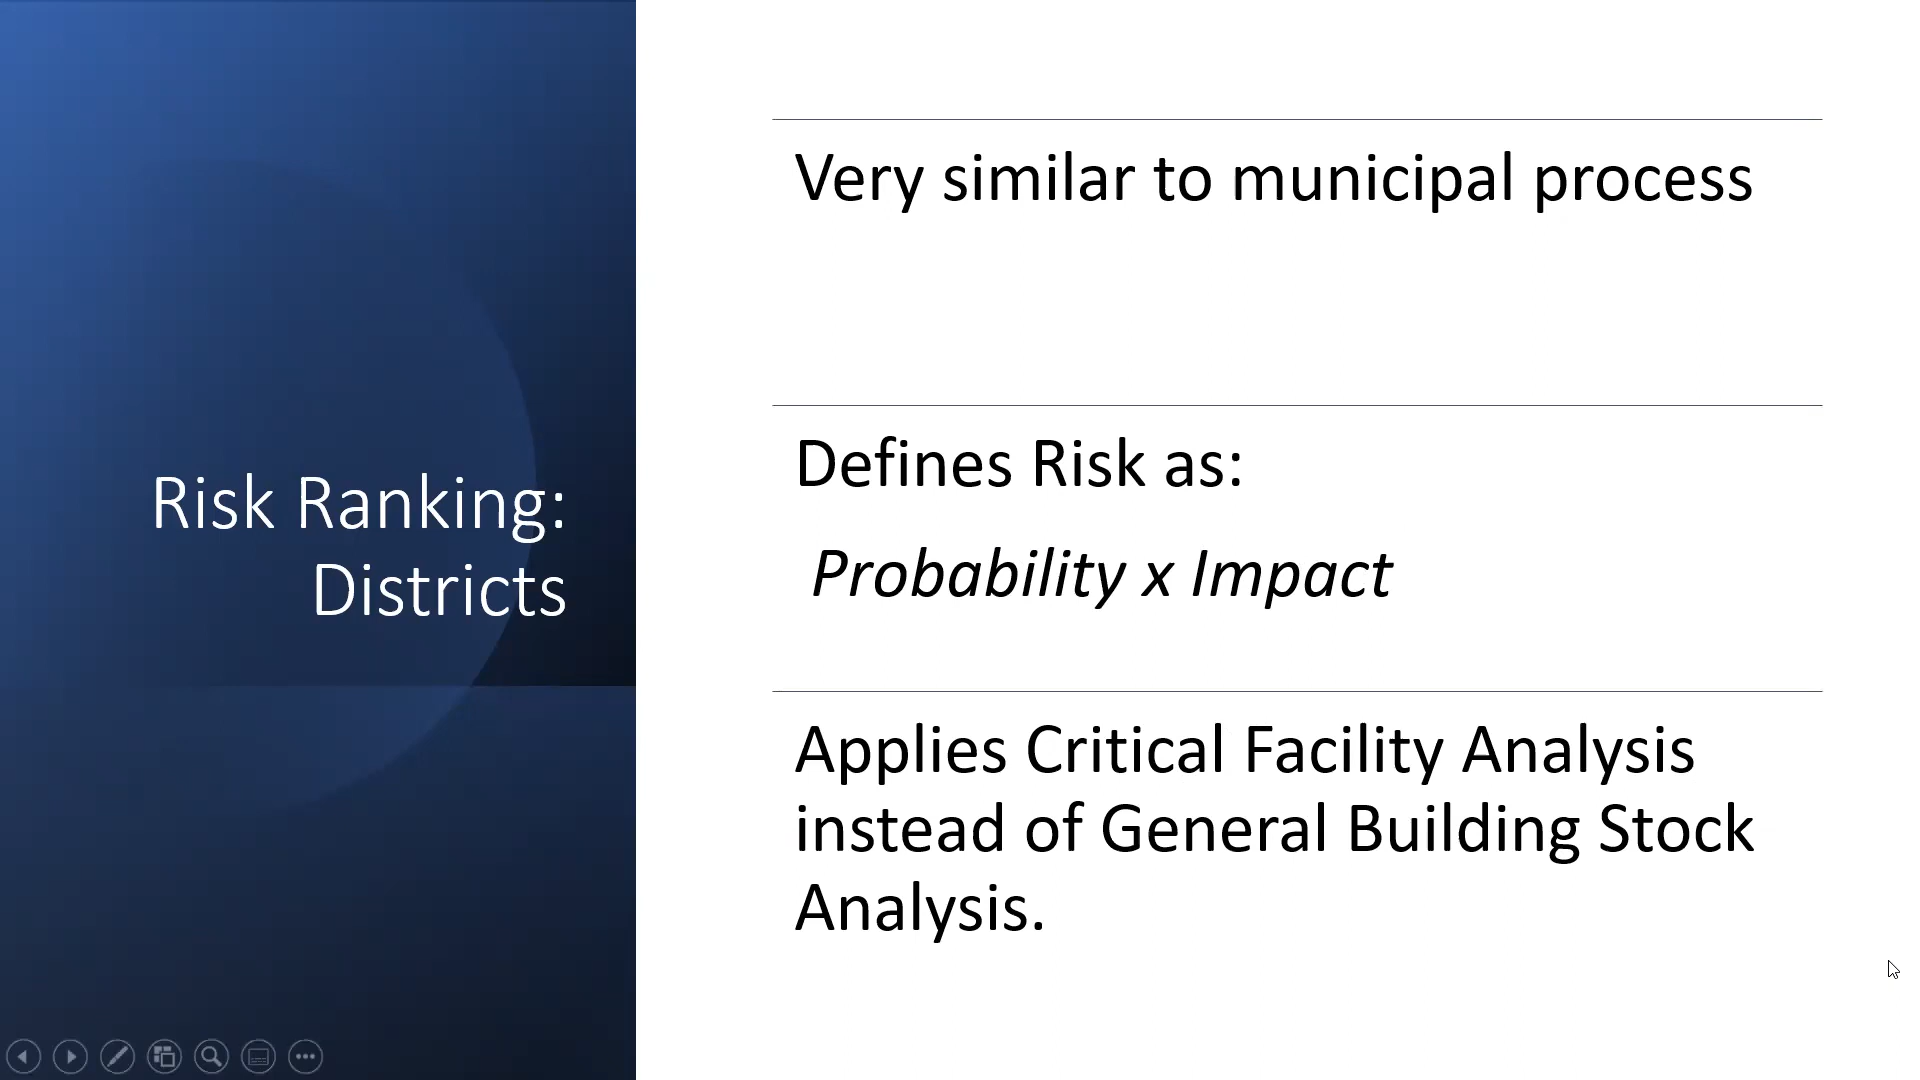 Risk Ranking:
Districts
Very similar to municipal process
Defines Risk as:
Probability x Impact
Applies Critical Facility Analysis
instead of General Building Stock
Analysis.